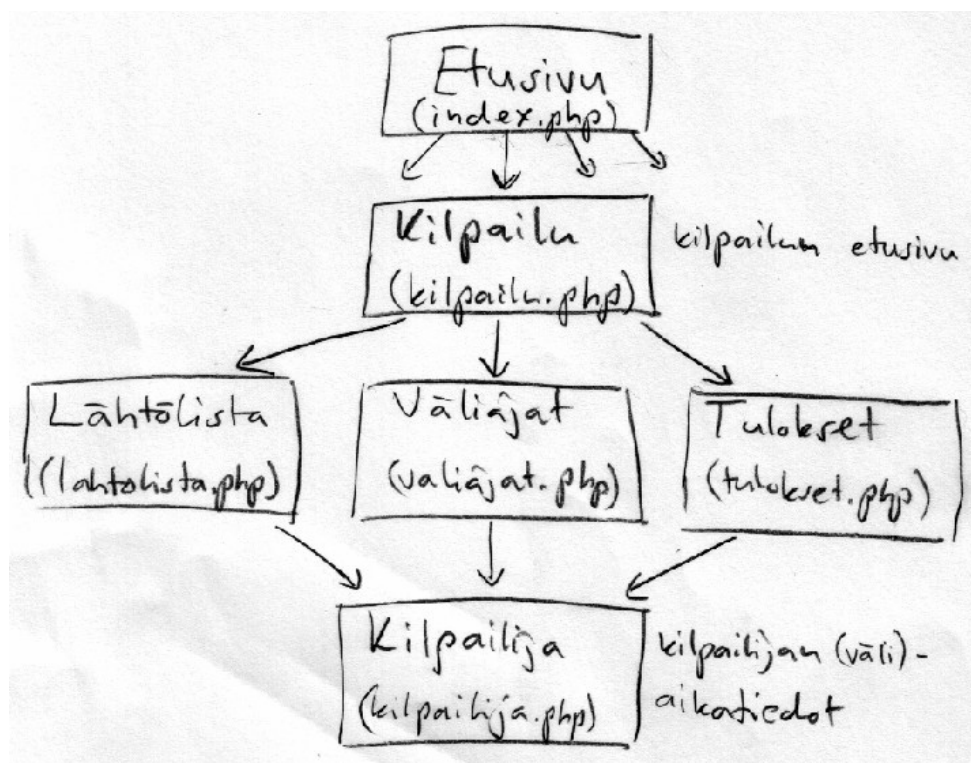 Etusivu
(index.php)
Kilpailu
(kilpailu.php)
kilpailun etusivu
Lähtölista
((lahtolista.php)
Väliajat
(valiajat.php)
Tulokset
(tulokset.php)
Kilpailija
(kilpailija.php)
kilpailijan (väli)-
aikatiedot